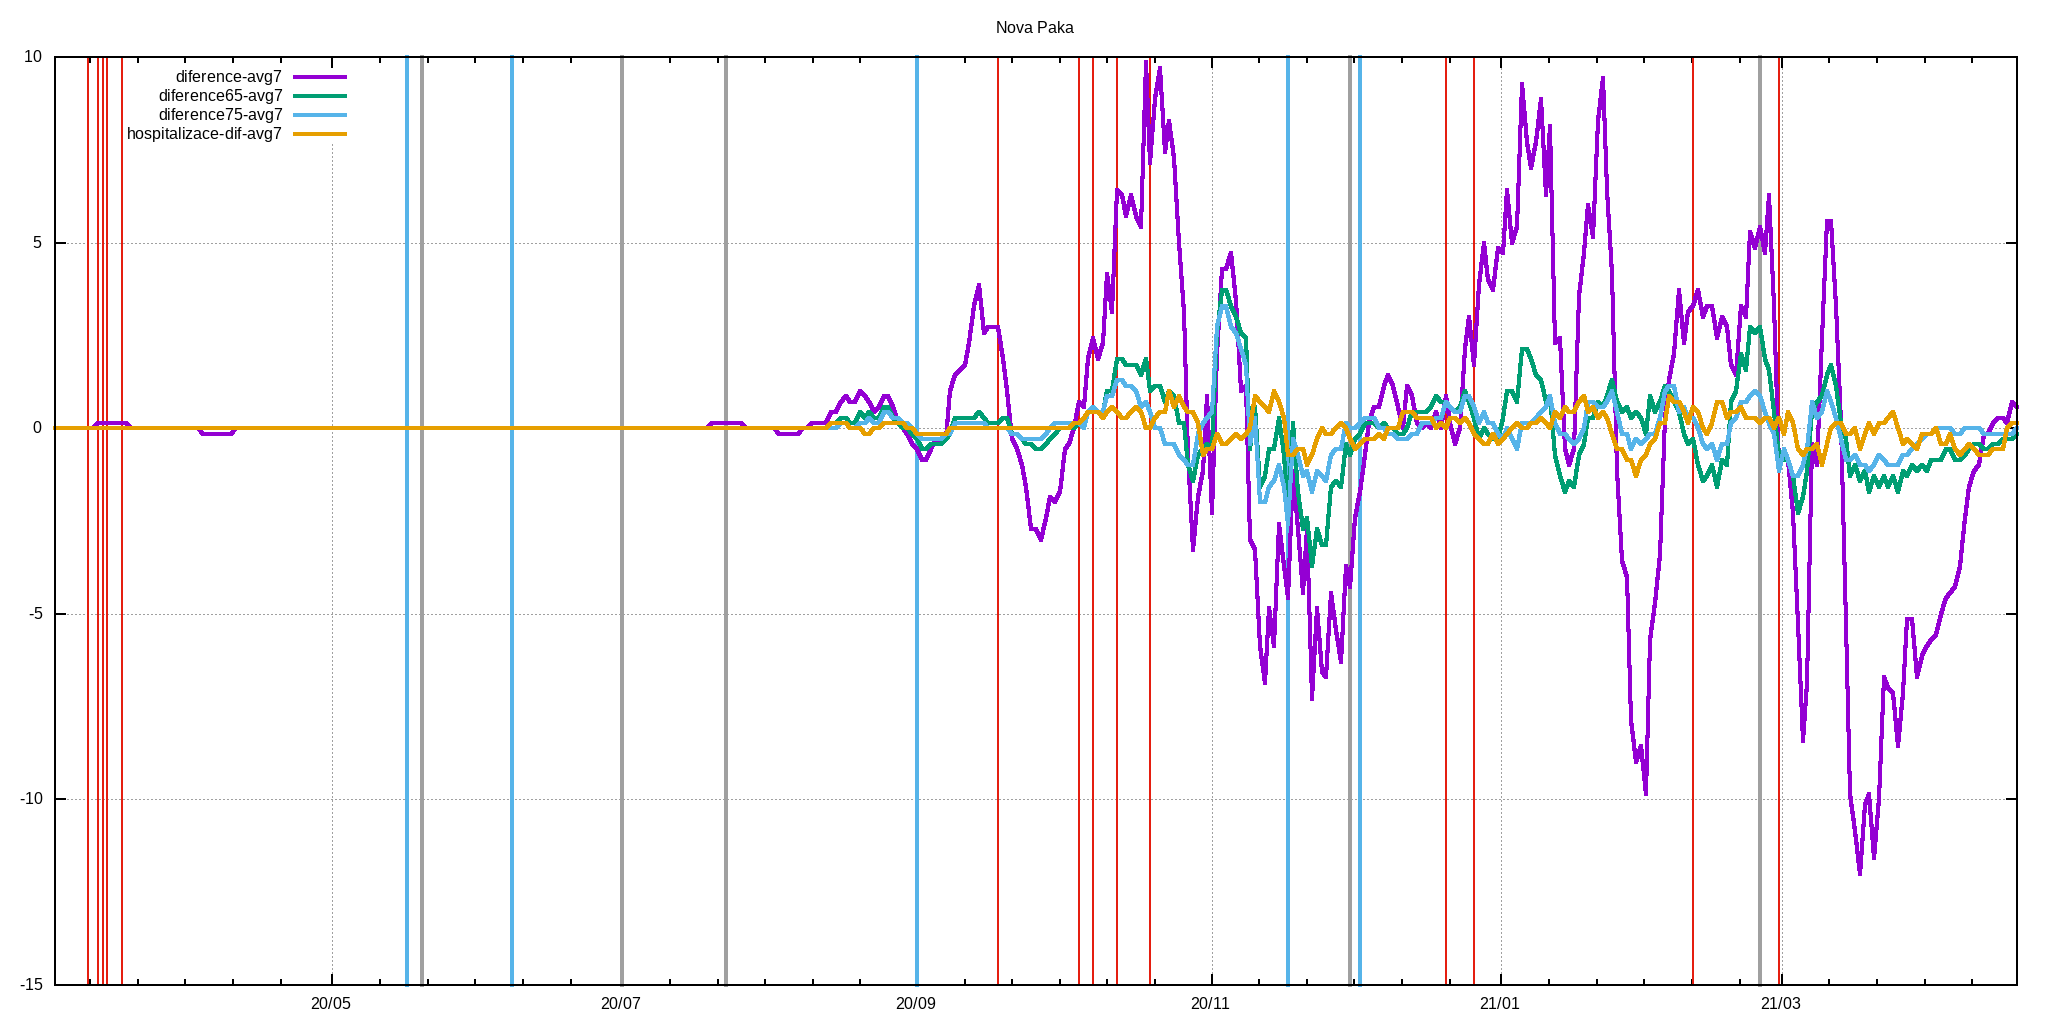 Nova Paka
10
5
0
-5
-10
-15
diference-avg7
diference65-avg7
diference75-avg7
hospitalizace-dif-avg7
20/05 20/07 20/09 20/11 21/01 21/03